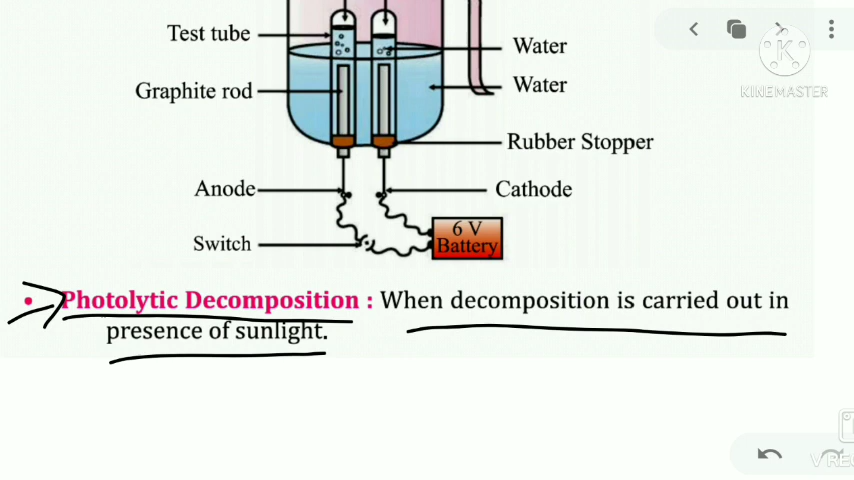 Test tube
Water
Graphite rod
Water
KINEMASTER
Rubber Stopper
Anode
Cathode
Switch
6 V
Battery
• Photolytic Decomposition : When decomposition is carried out in
presence of sunlight.